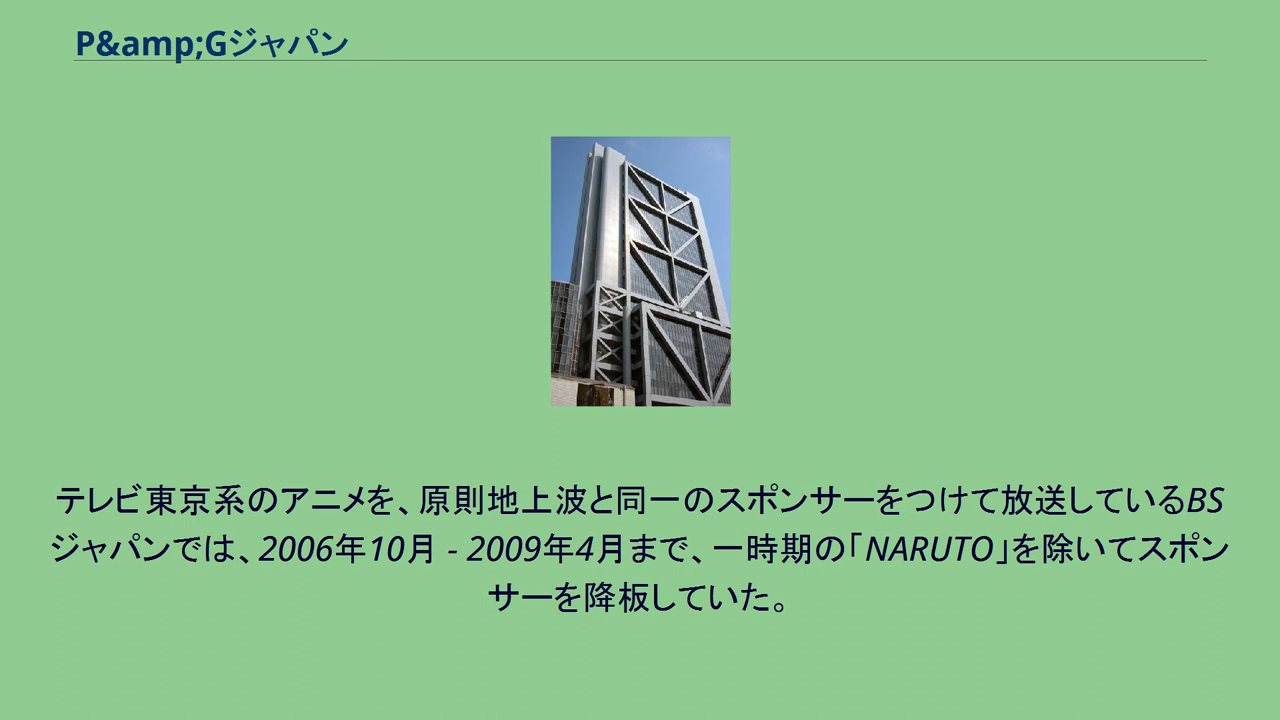 P&amp;Gジャパン
テレビ東京系のアニメを、原則地上波と同一のスポンサーをつけて放送しているBS
ジャパンでは、2006年10月 - 2009年4月まで、一時期の「NARUTO」を除いてスポン
サーを降板していた。